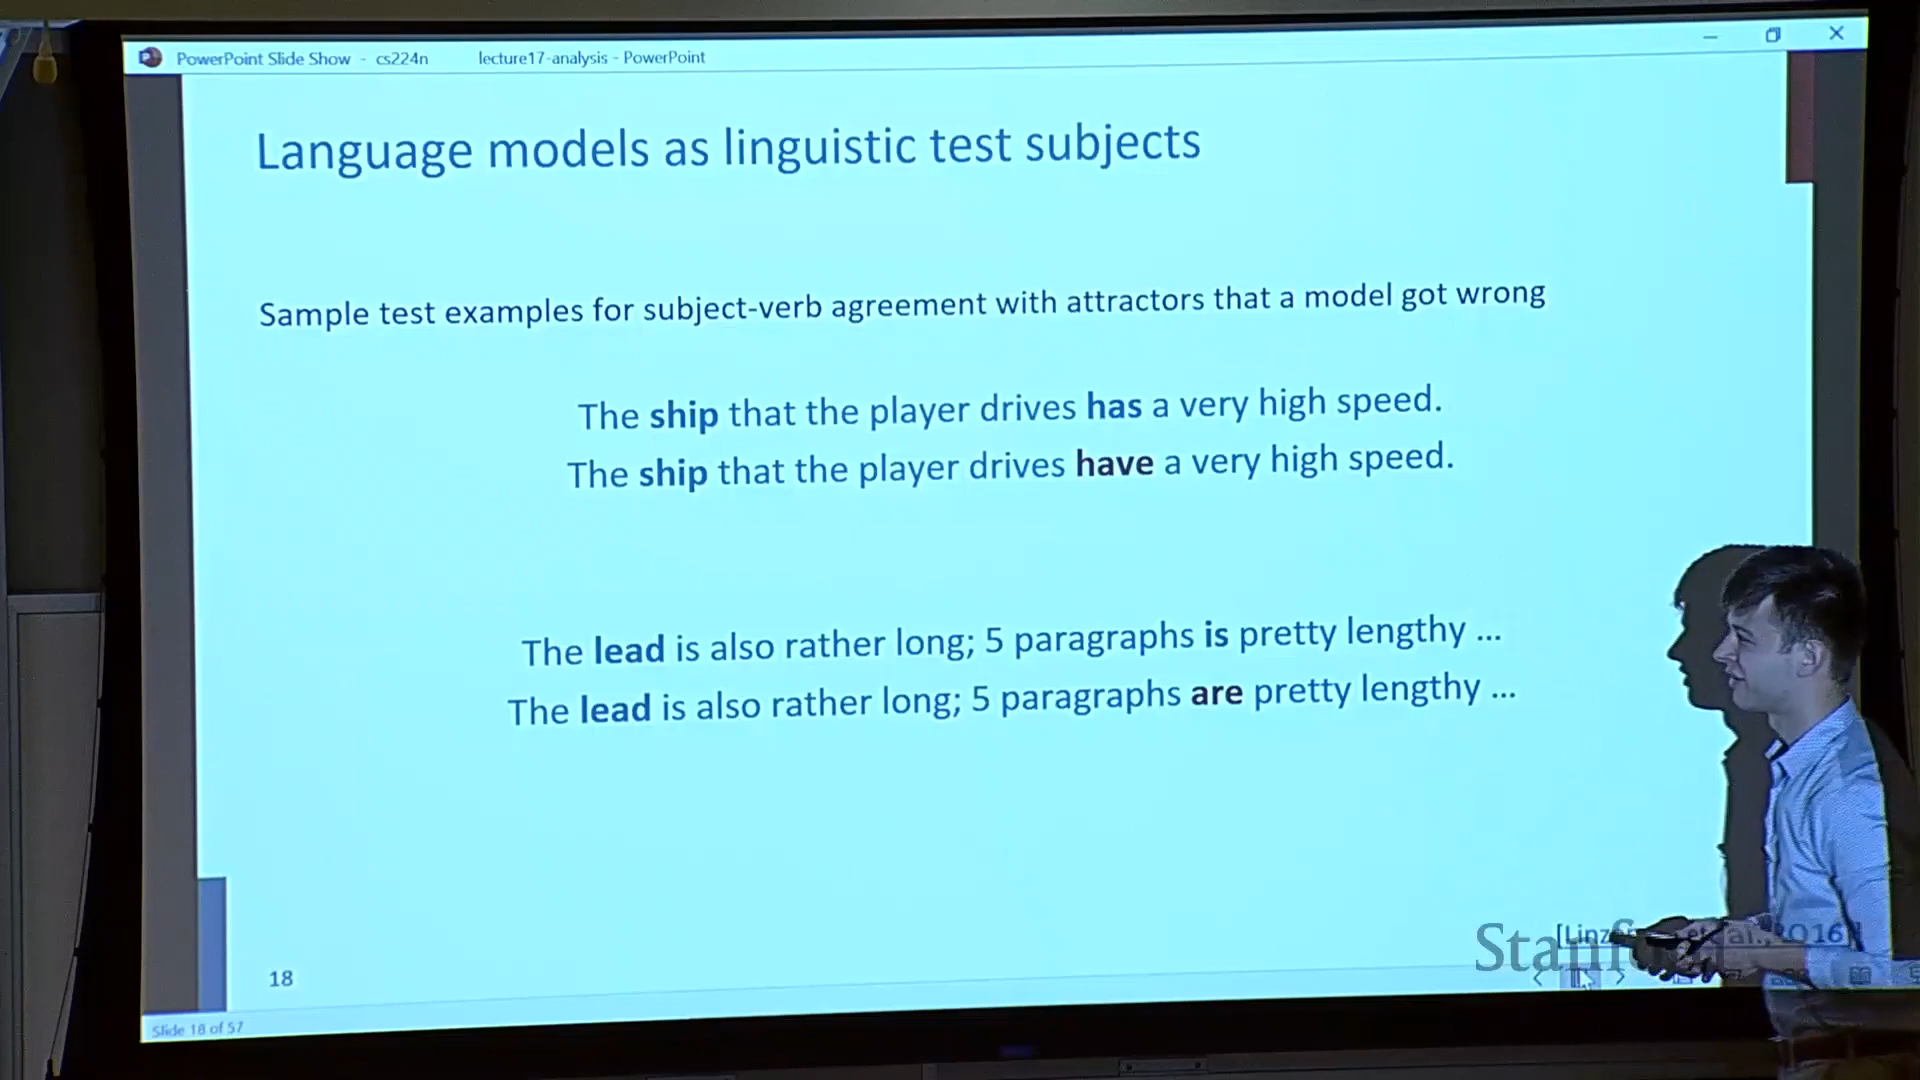 PowerPoint Slide Show - cs224n lecture17-analysis - PowerPoint
Language models as linguistic test subjects
Sample test examples for subject-verb agreement with attractors that a model got wrong
The ship that the player drives has a very high speed.
The ship that the player drives have a very high speed.
The lead is also rather long; 5 paragraphs is pretty lengthy ...
The lead is also rather long; 5 paragraphs are pretty lengthy ...
2016]
18
Slide 18 of 57